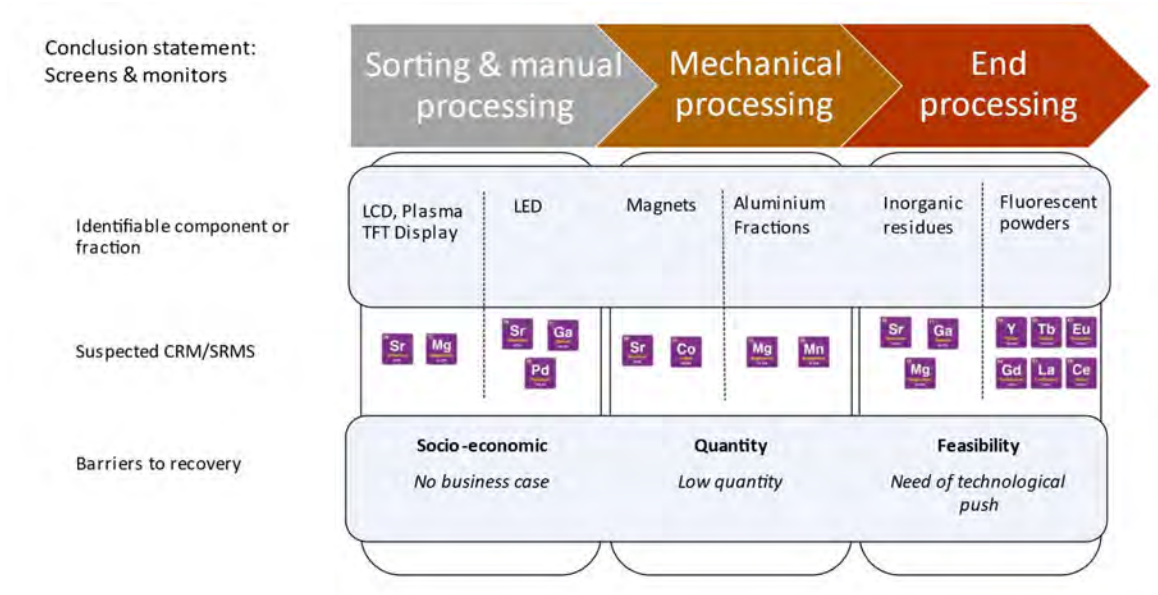 Conclusion statement:
Screens & monitors
Sorting & manual
processing
Mechanical
processing
End
processing
Identifiable component or
fraction
LCD, Plasma
TFT Display
LED
Magnets
Aluminium
Fractions
Inorganic
residues
Fluorescent
powders
Suspected CRM/SRMS
Sr
Mg
Sr
Ga
Pd
Sr
Co
Mg
Mn
Sr
Ga
Mg
Y
Tb
Eu
Gd
La
Ce
Barriers to recovery
Socio-economic
No business case
Quantity
Low quantity
Feasibility
Need of technological
push